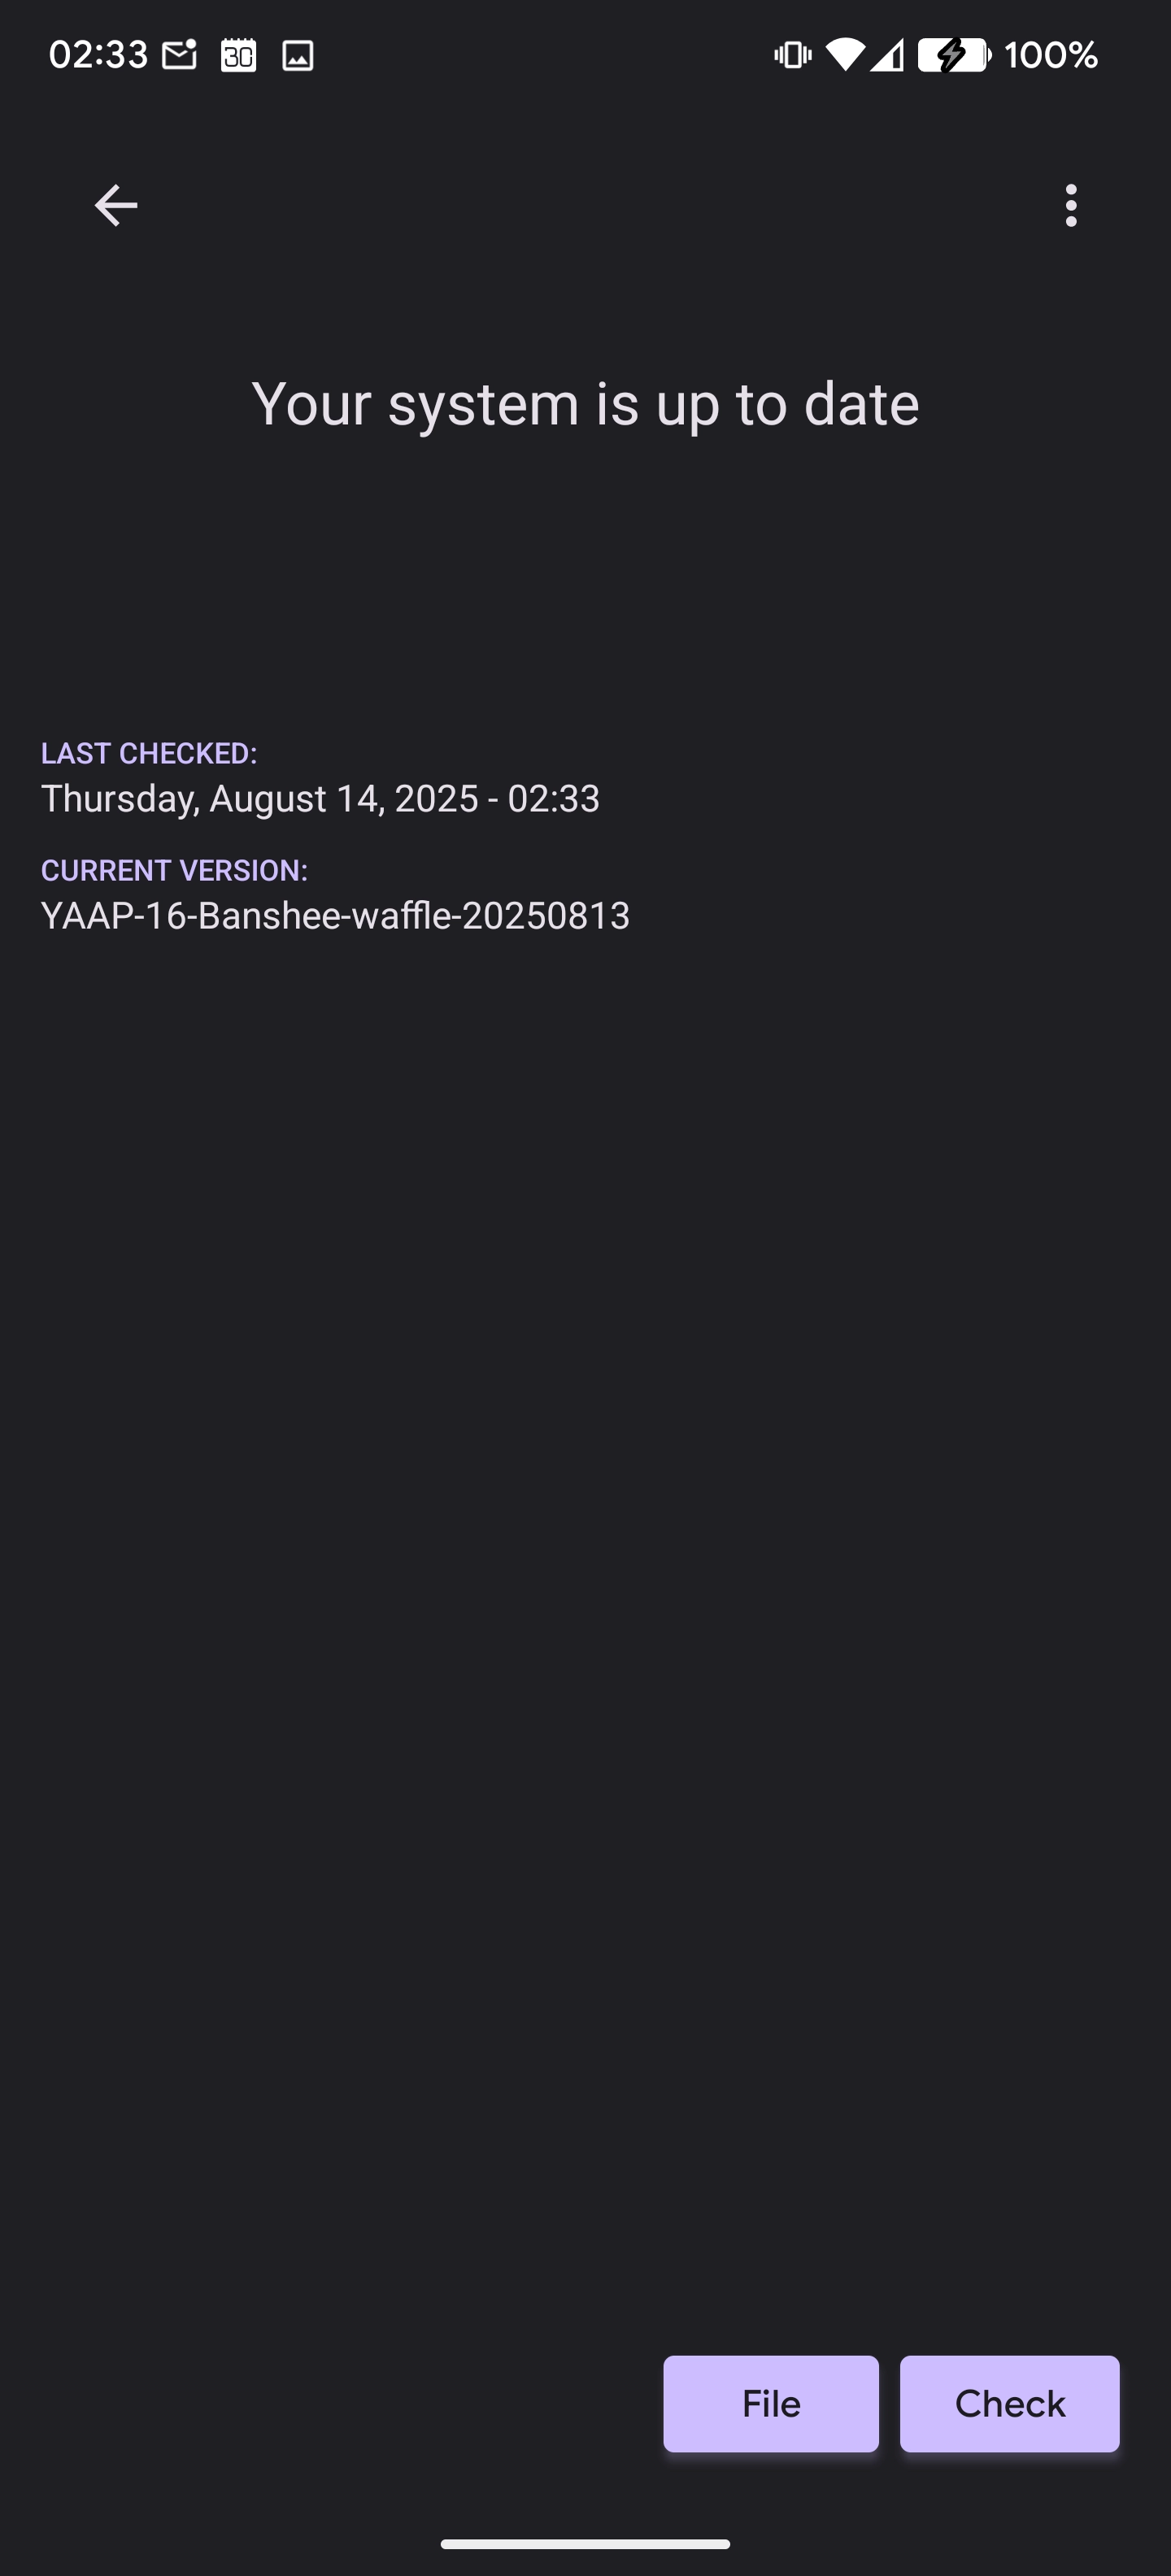 02:33 30 100%
Your system is up to date
LAST CHECKED:
Thursday, August 14, 2025 - 02:33
CURRENT VERSION:
YAAP-16-Banshee-waffle-20250813
File Check